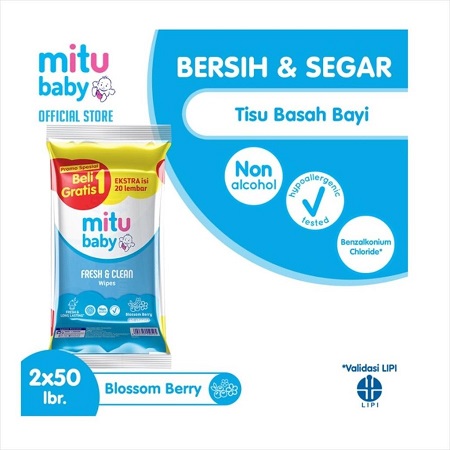 mitu
baby
OFFICIAL STORE
BERSIH & SEGAR
Tisu Basah Bayi
Non
alcohol
hypoallergenic
tested
Benzalkonium
Chloride*
Promo Spesial
Beli 1
Gratis 1
EKSTRA isi
20 lembar
mitu
baby
FRESH & CLEAN
Wipes
Blossom Berry
2x50
lbr.
Blossom Berry
*Validasi LIPI
LIPI